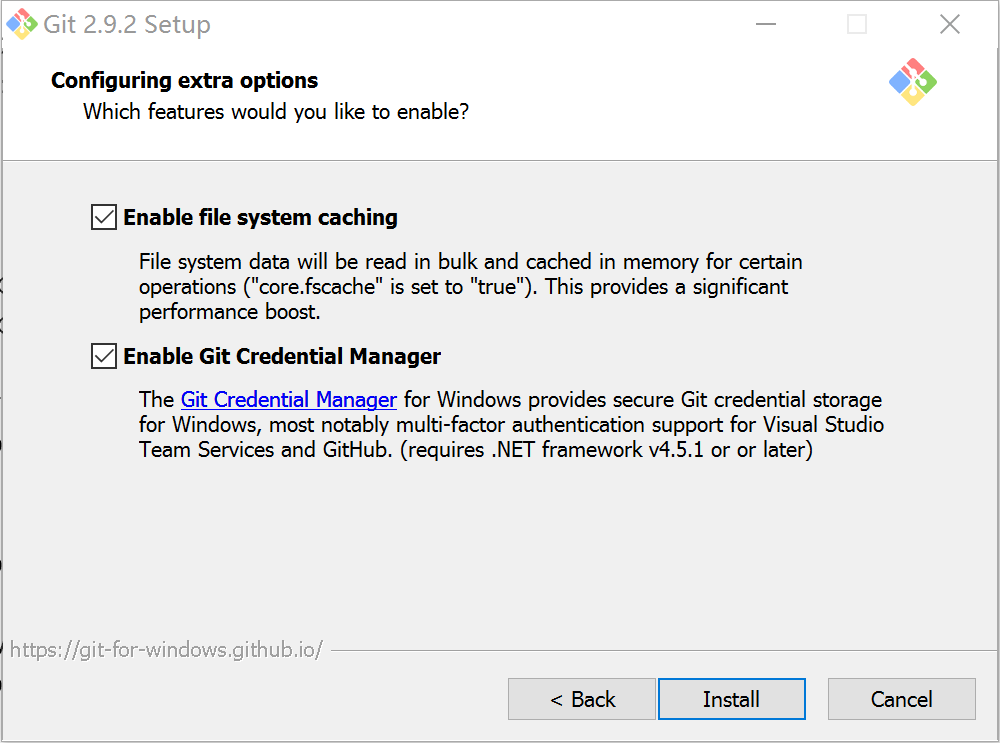 Git 2.9.2 Setup
Configuring extra options
Which features would you like to enable?
Enable file system caching
File system data will be read in bulk and cached in memory for certain
operations ("core.fscache" is set to "true"). This provides a significant
performance boost.
Enable Git Credential Manager
The Git Credential Manager for Windows provides secure Git credential storage
for Windows, most notably multi-factor authentication support for Visual Studio
Team Services and GitHub. (requires .NET framework v4.5.1 or or later)
https://git-for-windows.github.io/
< Back
Install
Cancel